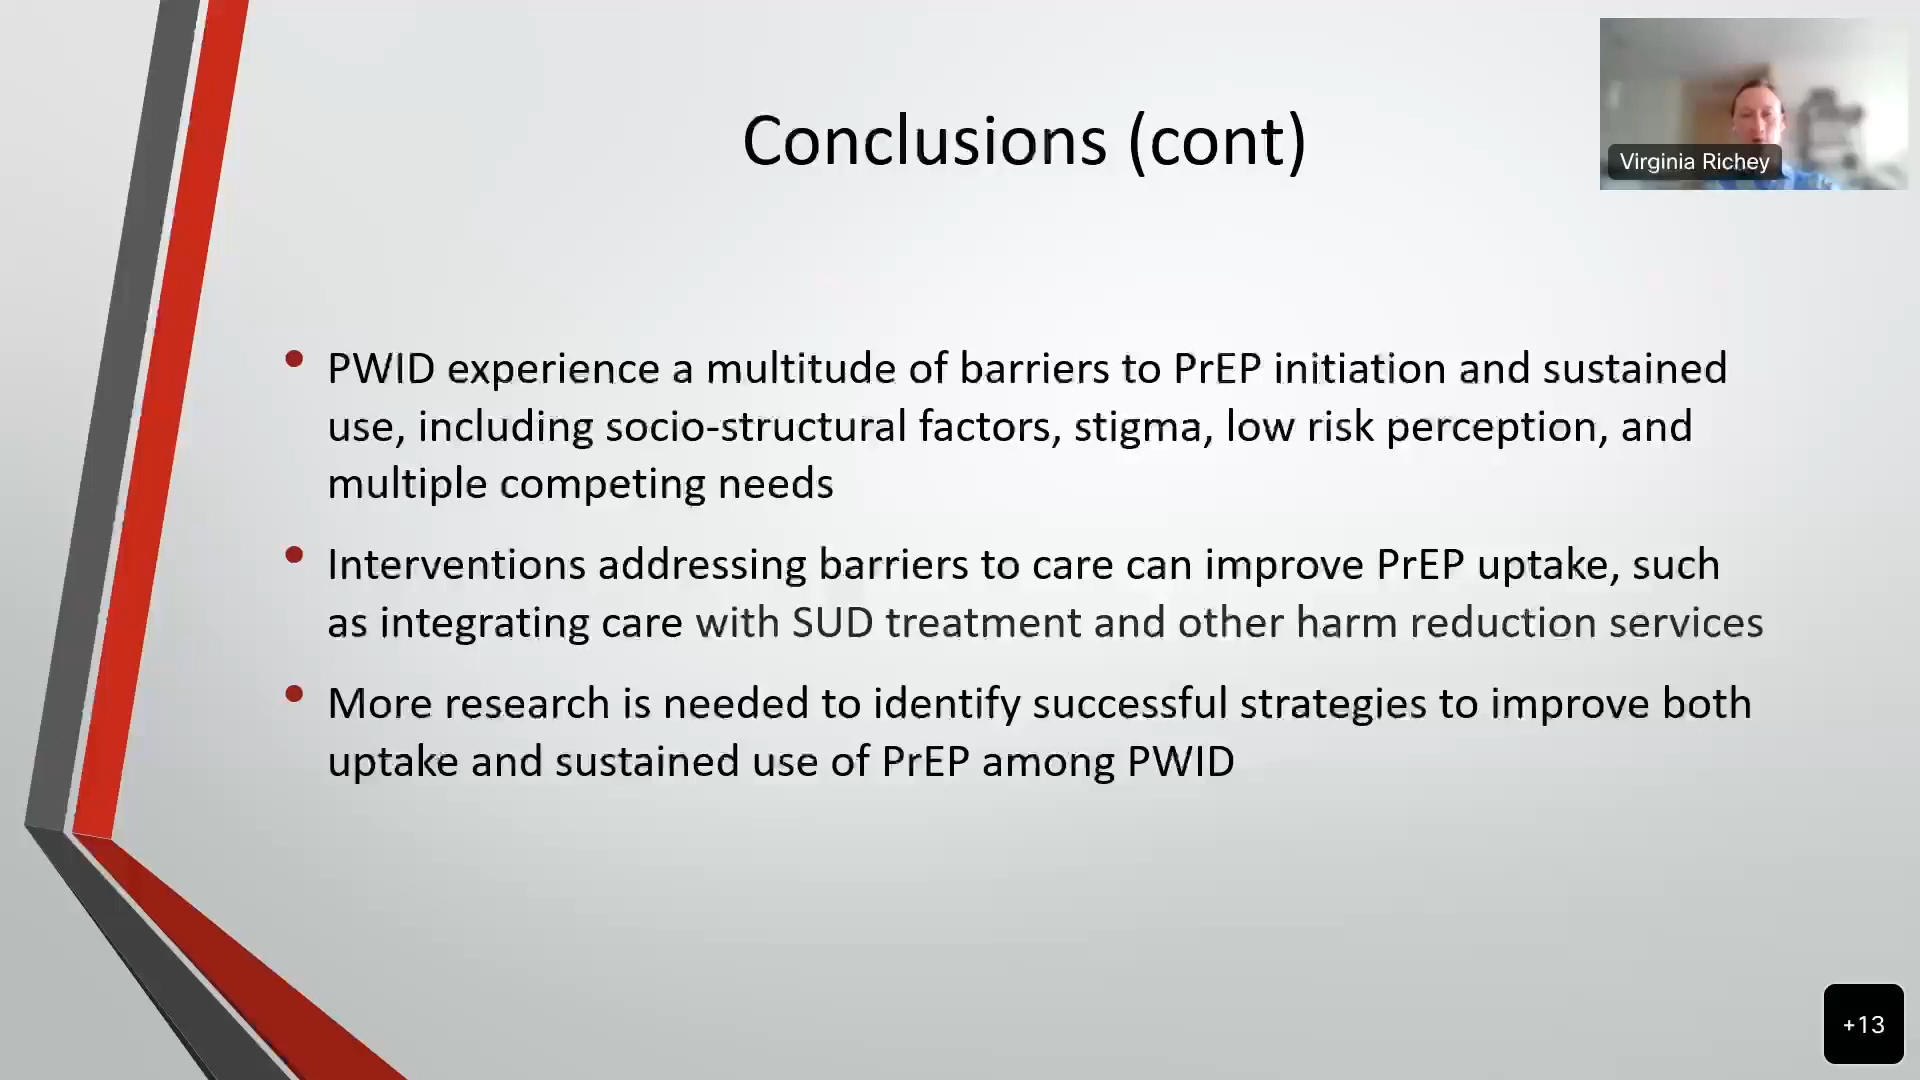 Conclusions (cont)
Virginia Richey
• PWID experience a multitude of barriers to PrEP initiation and sustained
use, including socio-structural factors, stigma, low risk perception, and
multiple competing needs
• Interventions addressing barriers to care can improve PrEP uptake, such
as integrating care with SUD treatment and other harm reduction services
• More research is needed to identify successful strategies to improve both
uptake and sustained use of PrEP among PWID
+13